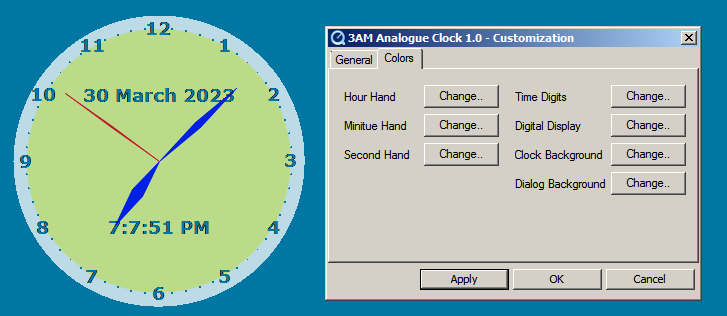 12
11
1
10
30 March 2023
2
9
3
8
7:7:51 PM
4
7
5
6
3AM Analogue Clock 1.0 - Customization
General
Colors
Hour Hand
Change..
Time Digits
Change..
Minitue Hand
Change..
Digital Display
Change..
Second Hand
Change..
Clock Background
Change..
Dialog Background
Change..
Apply
OK
Cancel